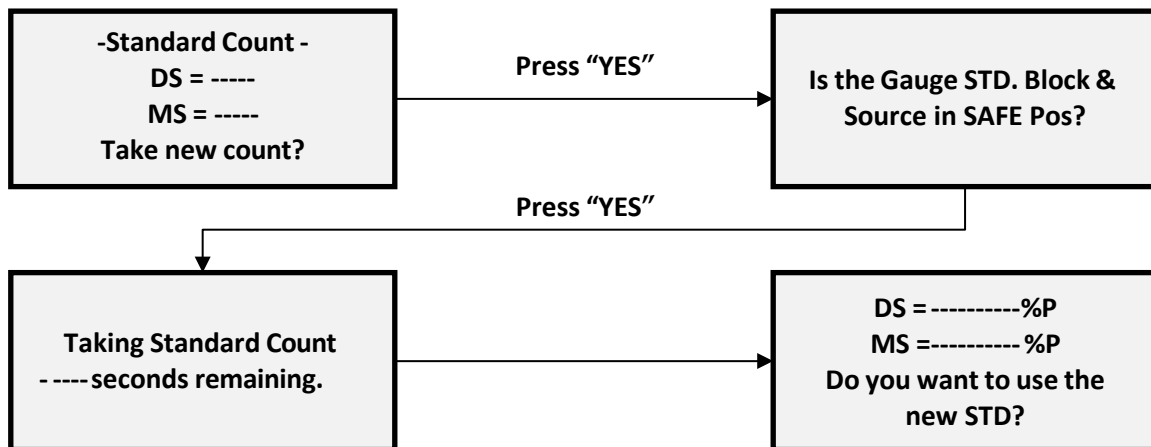 -Standard Count -
DS = -----
MS = -----
Take new count?
Press “YES”
Is the Gauge STD. Block &
Source in SAFE Pos?
Press “YES”
Taking Standard Count
- ---- seconds remaining.
DS = ----------%P
MS =---------- %P
Do you want to use the
new STD?